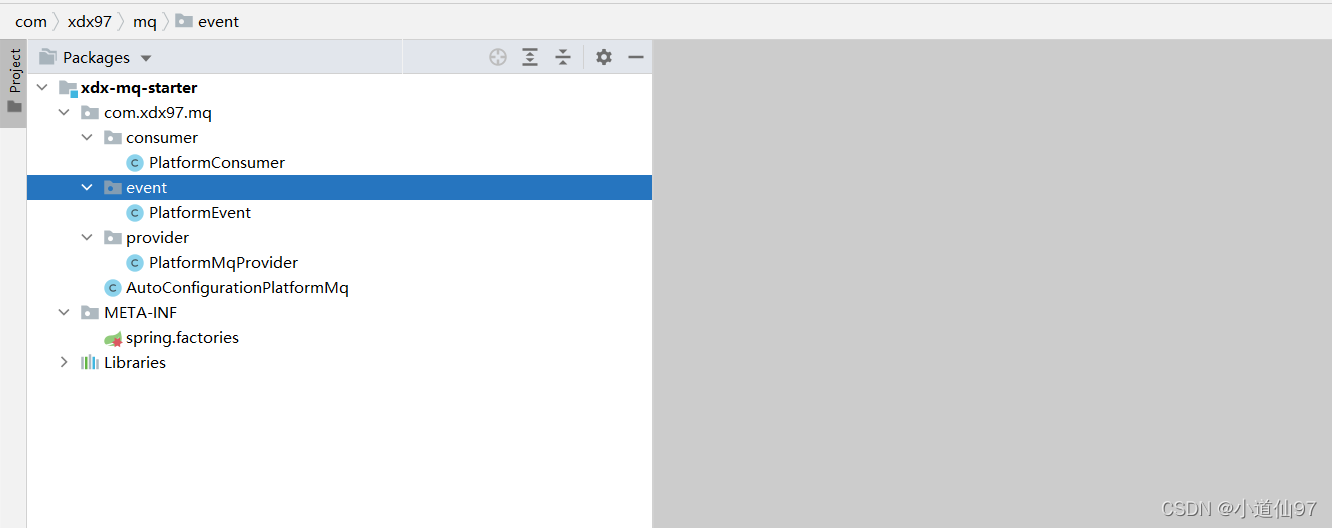 com xdx97 mq event
Project
Packages
xdx-mq-starter
com.xdx97.mq
consumer
PlatformConsumer
event
PlatformEvent
provider
PlatformMqProvider
AutoConfigurationPlatformMq
META-INF
spring.factories
Libraries
CSDN @小道仙97